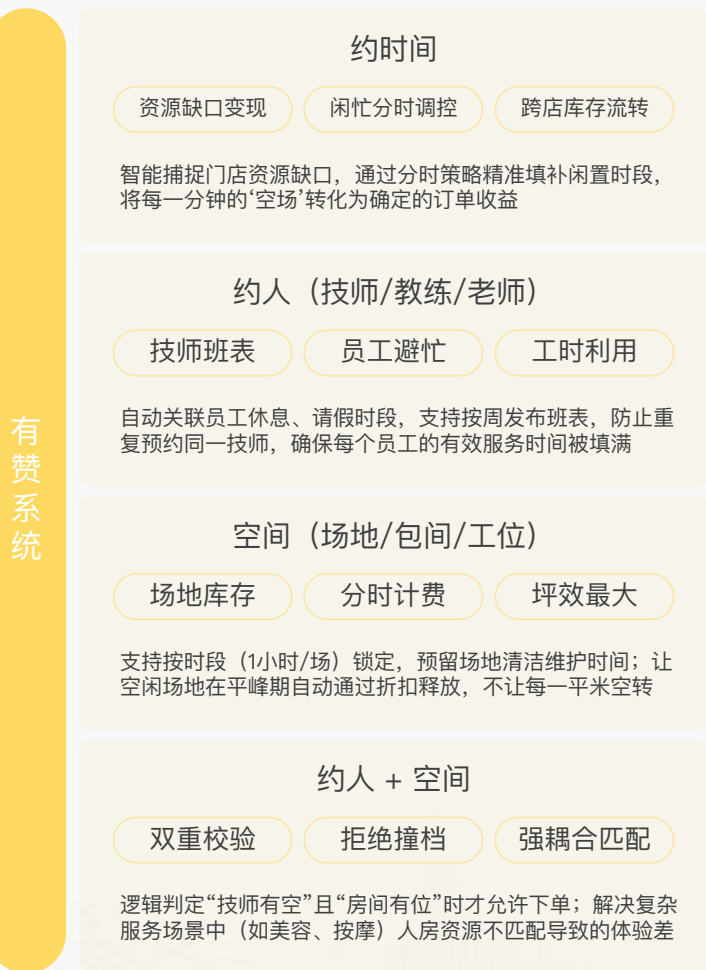 有赞系统
约时间
资源缺口变现 闲忙分时调控 跨店库存流转
智能捕捉门店资源缺口，通过分时策略精准填补闲置时段，
将每一分钟的‘空场’转化为确定的订单收益
约人（技师/教练/老师）
技师班表 员工避忙 工时利用
自动关联员工休息、请假时段，支持按周发布班表，防止重
复预约同一技师，确保每个员工的有效服务时间被填满
空间（场地/包间/工位）
场地库存 分时计费 坪效最大
支持按时段（1小时/场）锁定，预留场地清洁维护时间；让
空闲场地在平峰期自动通过折扣释放，不让每一平米空转
约人 + 空间
双重校验 拒绝撞档 强耦合匹配
逻辑判定“技师有空”且“房间有位”时才允许下单；解决复杂
服务场景中（如美容、按摩）人房资源不匹配导致的体验差